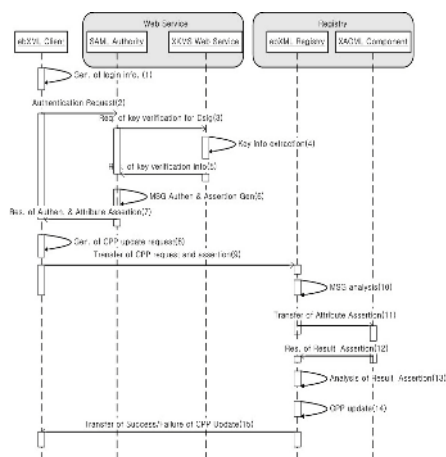 Web Service
Registry
ebXML Client
SAML Authority
XKMS Web Service
ebXML Registry
XACML Component
Gen. of login info. (1)
Authentication Request(2)
Req. of key verification for Dsig(3)
Key Info extraction(4)
Res. of key verification info(5)
MSG Authen & Assertion Gen(6)
Res. of Authen. & Attribute Assertion(7)
Gen. of CPP update request(8)
Transfer of CPP request and assertion(9)
MSG analysis(10)
Transfer of Attribute Assertion(11)
Res. of Result Assertion(12)
Analysis of Result Assertion(13)
CPP update(14)
Transfer of Success/Failure of CPP Update(15)